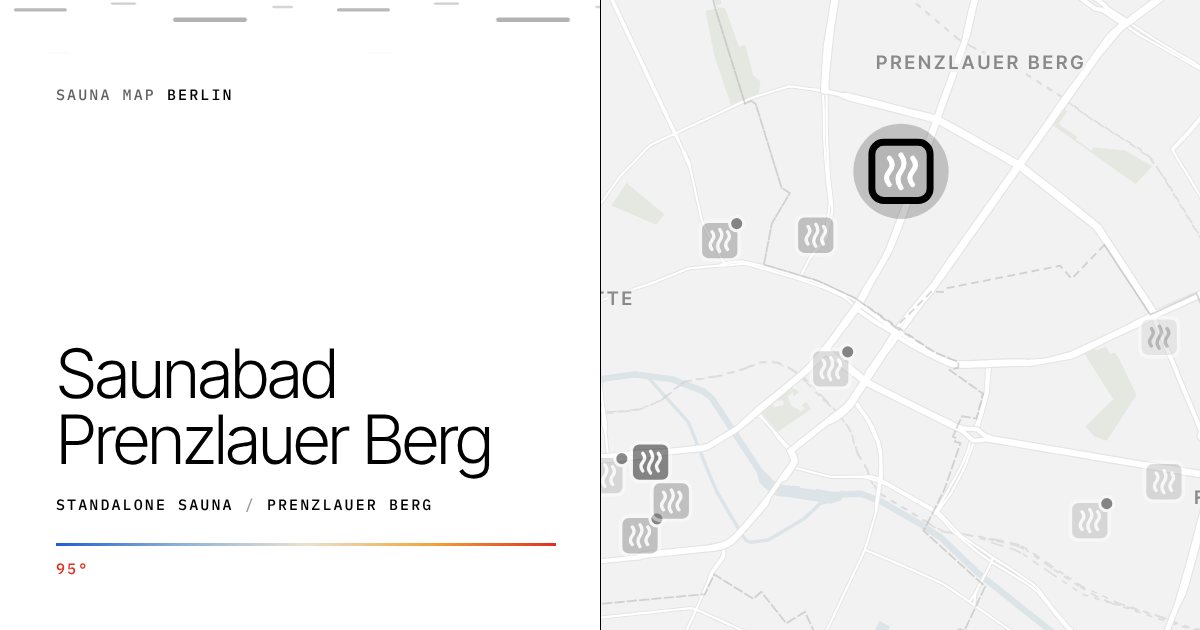 SAUNA MAP BERLIN
Saunabad
Prenzlauer Berg
STANDALONE SAUNA / PRENZLAUER BERG
95°
PRENZLAUER BERG
TTE
F